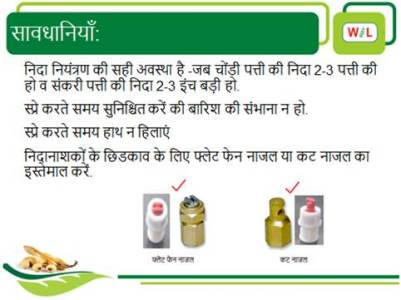 सावधानियाँ:
WiL
निदा नियंत्रण की सही अवस्था है -जब चोंड़ी पत्ती की निदा 2-3 पत्ती की
हो व संकरी पत्ती की निदा 2-3 इंच बड़ी हो.
स्प्रे करते समय सुनिश्चित करें की बारिश की संभाना न हो.
स्प्रे करते समय हाथ न हिलाएं
निदानाशकों के छिडकाव के लिए फ्लेट फेन नाजल या कट नाजल का
इस्तेमाल करें.
फ्लेट फेन नाजल
कट नाजल